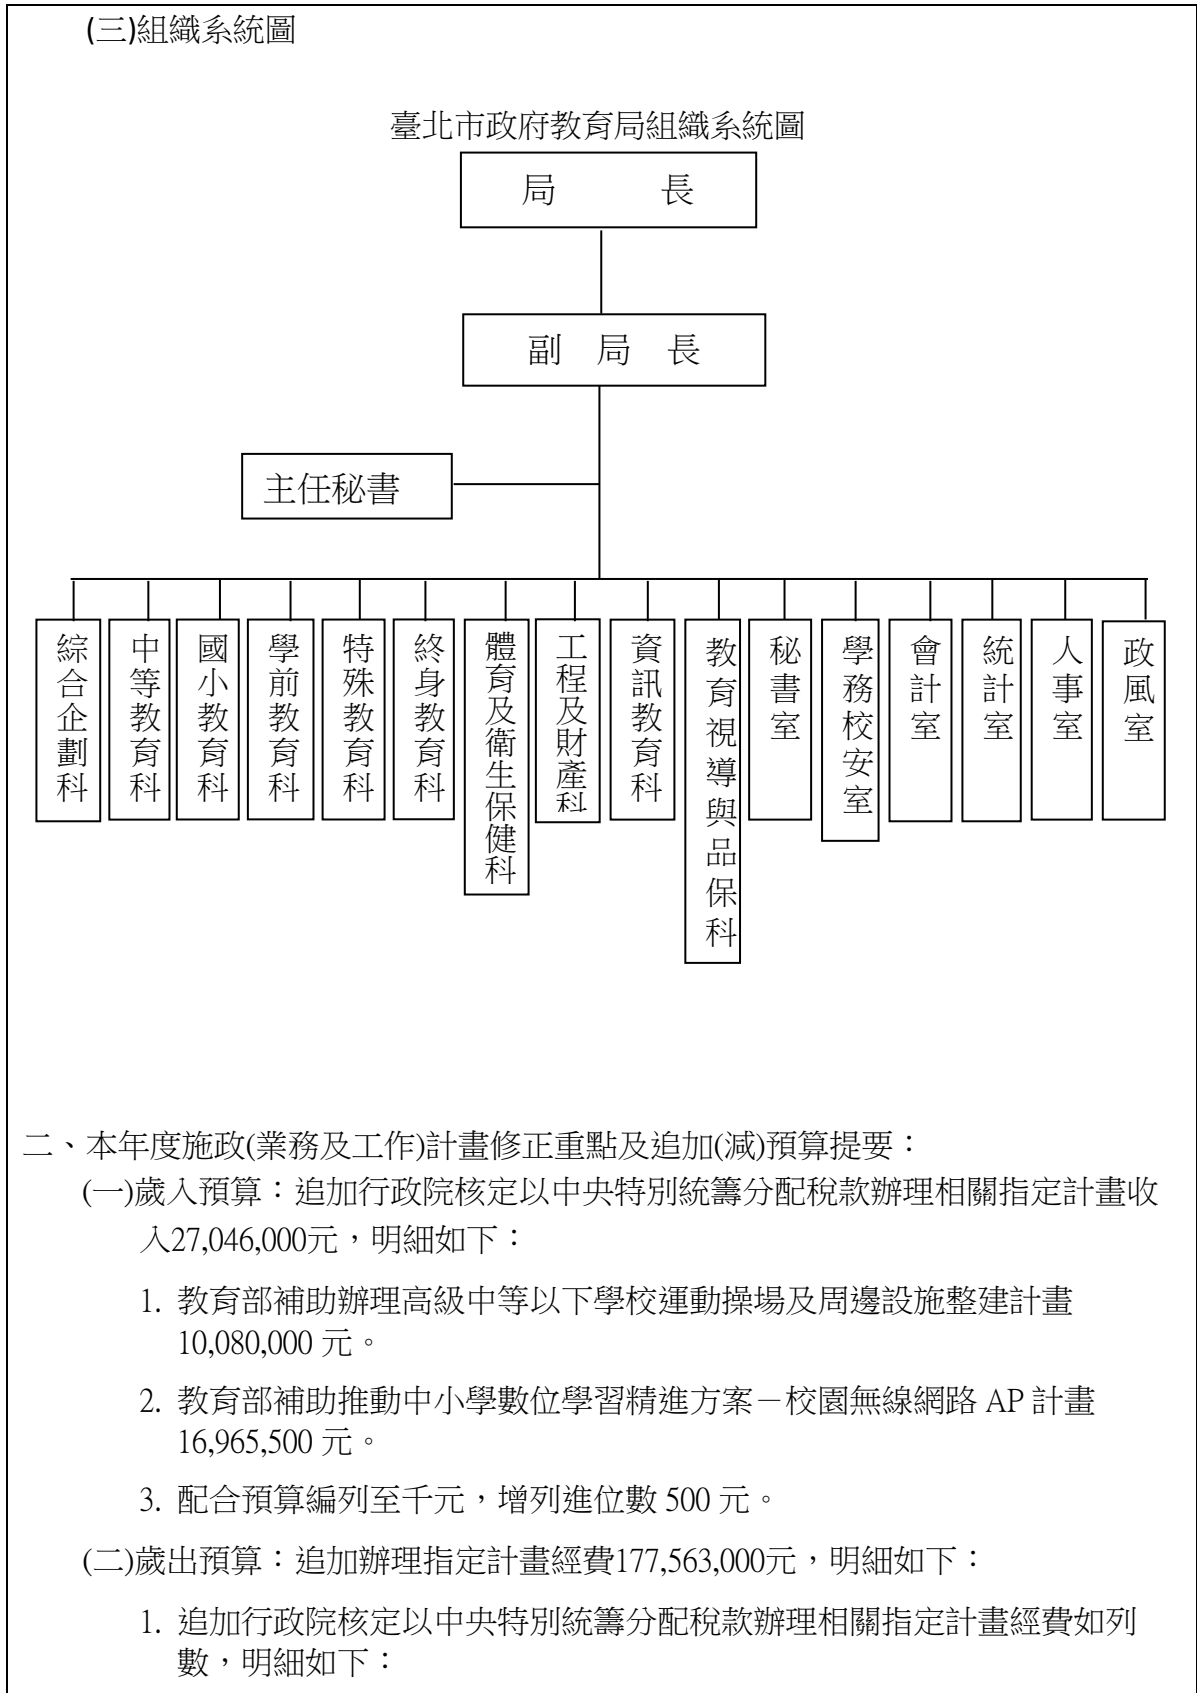 (三)組織系統圖
臺北市政府教育局組織系統圖
局 長
副 局 長
主任秘書
綜合企劃科
中等教育科
國小教育科
學前教育科
特殊教育科
終身教育科
體育及衛生保健科
工程及財產科
資訊教育科
教育視導與品保科
秘書室
學務校安室
會計室
統計室
人事室
政風室
二、本年度施政(業務及工作)計畫修正重點及追加(減)預算提要：
(一)歲入預算：追加行政院核定以中央特別統籌分配稅款辦理相關指定計畫收
入27,046,000元，明細如下：
1. 教育部補助辦理高級中等以下學校運動操場及周邊設施整建計畫
10,080,000 元。
2. 教育部補助推動中小學數位學習精進方案－校園無線網路 AP 計畫
16,965,500 元。
3. 配合預算編列至千元，增列進位數 500 元。
(二)歲出預算：追加辦理指定計畫經費177,563,000元，明細如下：
1. 追加行政院核定以中央特別統籌分配稅款辦理相關指定計畫經費如列
數，明細如下：